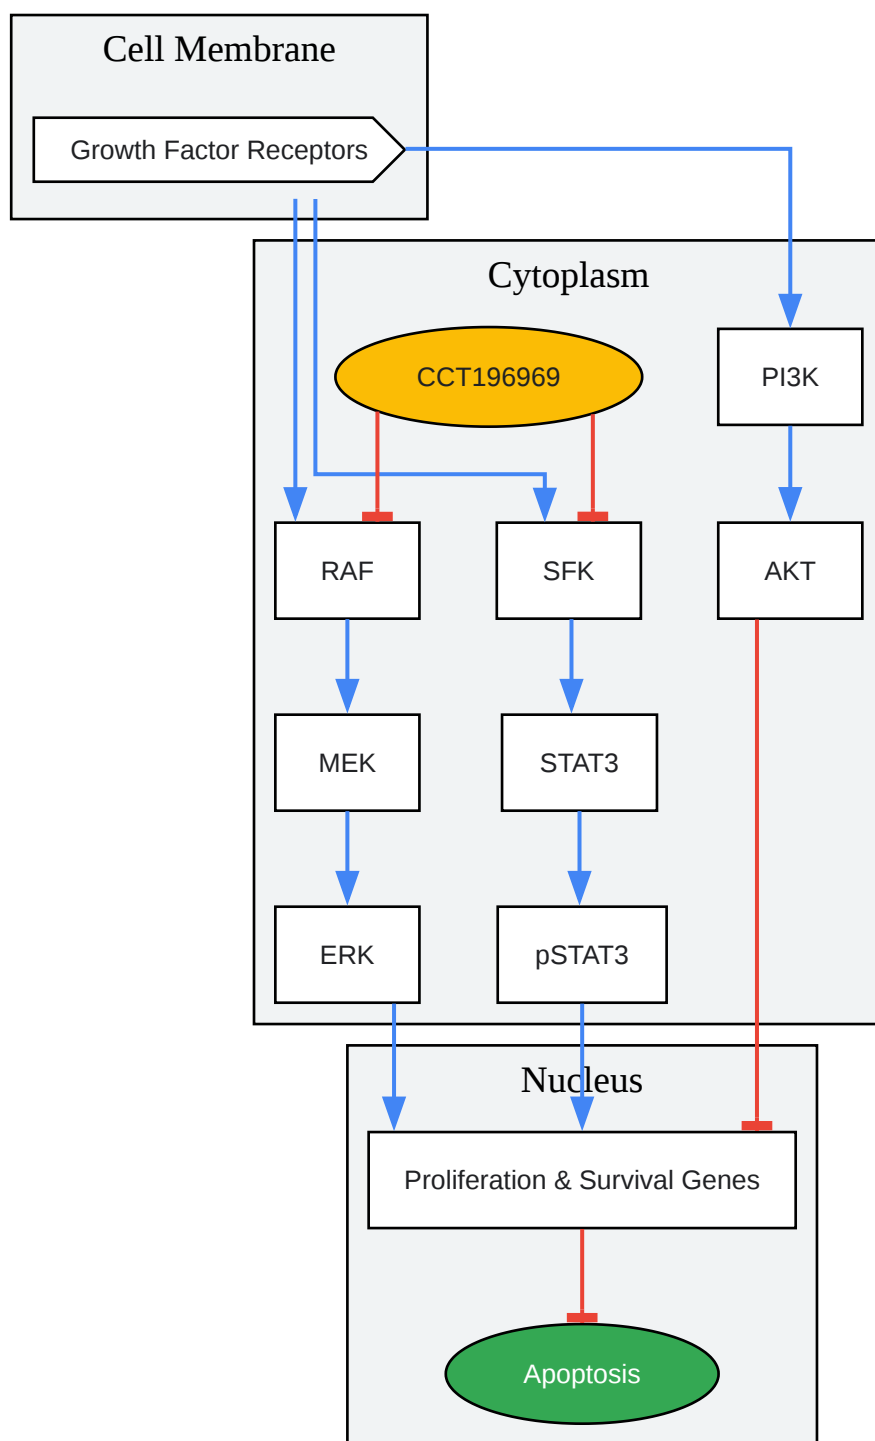 Cell Membrane
Growth Factor Receptors
Cytoplasm
CCT196969
PI3K
RAF
SFK
AKT
MEK
STAT3
ERK
pSTAT3
Nucleus
Proliferation & Survival Genes
Apoptosis